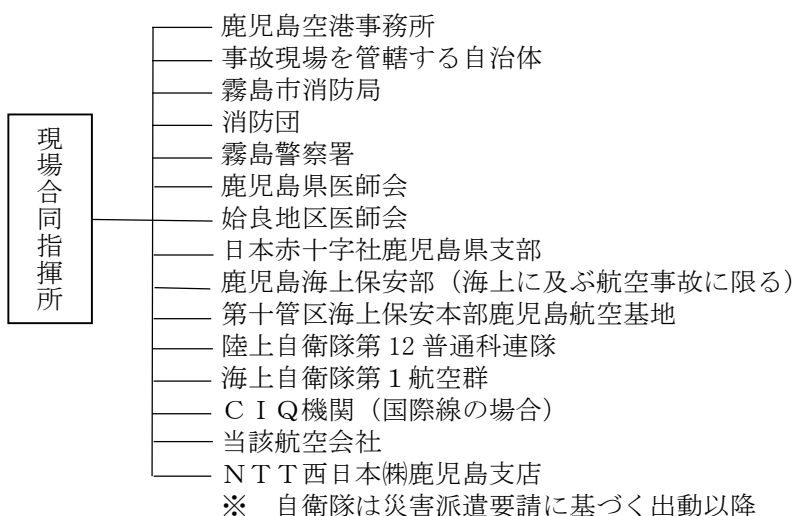 現場合同指揮所
鹿児島空港事務所
事故現場を管轄する自治体
霧島市消防局
消防団
霧島警察署
鹿児島県医師会
姶良地区医師会
日本赤十字社鹿児島県支部
鹿児島海上保安部（海上に及ぶ航空事故に限る）
第十管区海上保安本部鹿児島航空基地
陸上自衛隊第 12 普通科連隊
海上自衛隊第１航空群
ＣＩＱ機関（国際線の場合）
当該航空会社
ＮＴＴ西日本㈱鹿児島支店
※　自衛隊は災害派遣要請に基づく出動以降